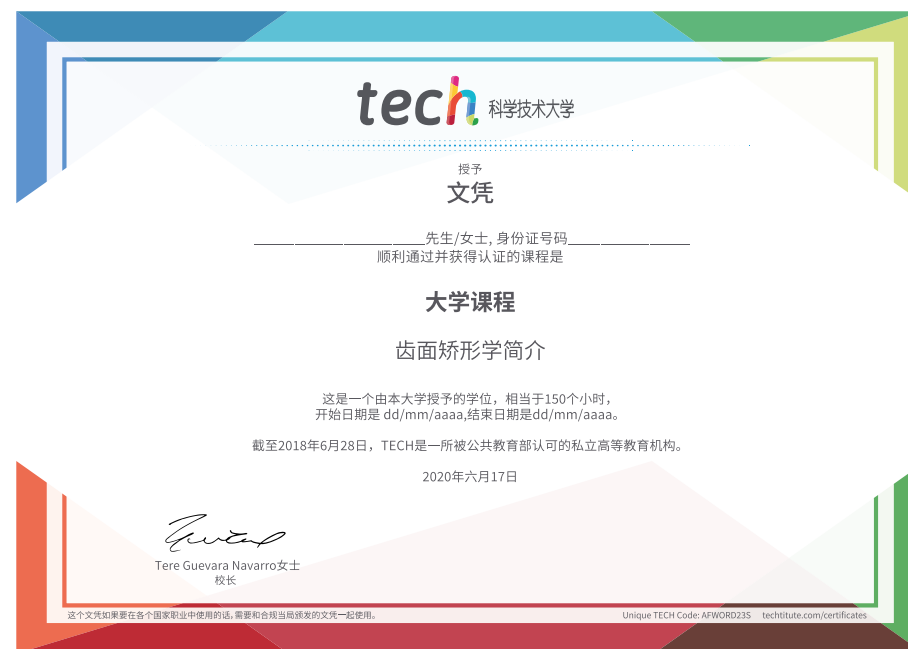 tech 科学技术大学
授予
文凭
先生/女士, 身份证号码
顺利通过并获得认证的课程是
大学课程
齿面矫形学简介
这是一个由本大学授予的学位，相当于150个小时，
开始日期是 dd/mm/aaaa,结束日期是dd/mm/aaaa。
截至2018年6月28日，TECH是一所被公共教育部认可的私立高等教育机构。
2020年六月17日
Tere Guevara Navarro女士
校长
这个文凭如果要在各个国家职业中使用的话,需要和合规当局颁发的文凭一起使用。
Unique TECH Code: AFWORD23S techtitute.com/certificates